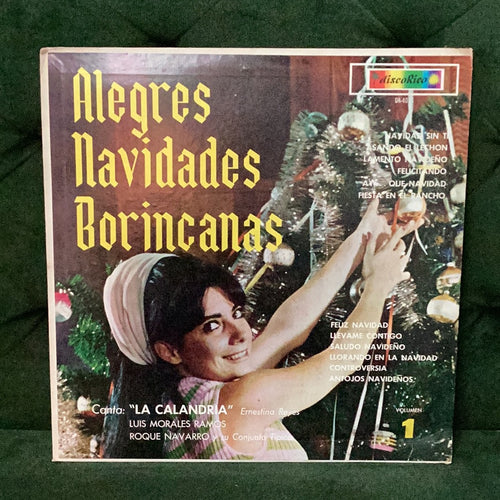 Alegres
Navidades
Borincanas
discoRico
NAVIDAD SIN TI
ASANDO EL LECHON
LAMENTO NAVIDEÑO
FELICITANDO
QUE NAVIDAD
FIESTA EN EL RANCHO
FELIZ NAVIDAD
LLEVAME CONTIGO
SALUDO NAVIDEÑO
LLORANDO EN LA NAVIDAD
CONTROVERSIA
ANTOJOS NAVIDEÑOS
Canta: "LA CALANDRIA" Ernestina Reyes
LUIS MORALES RAMOS
ROQUE NAVARRO y su Conjunto Típico
VOLUMEN
1